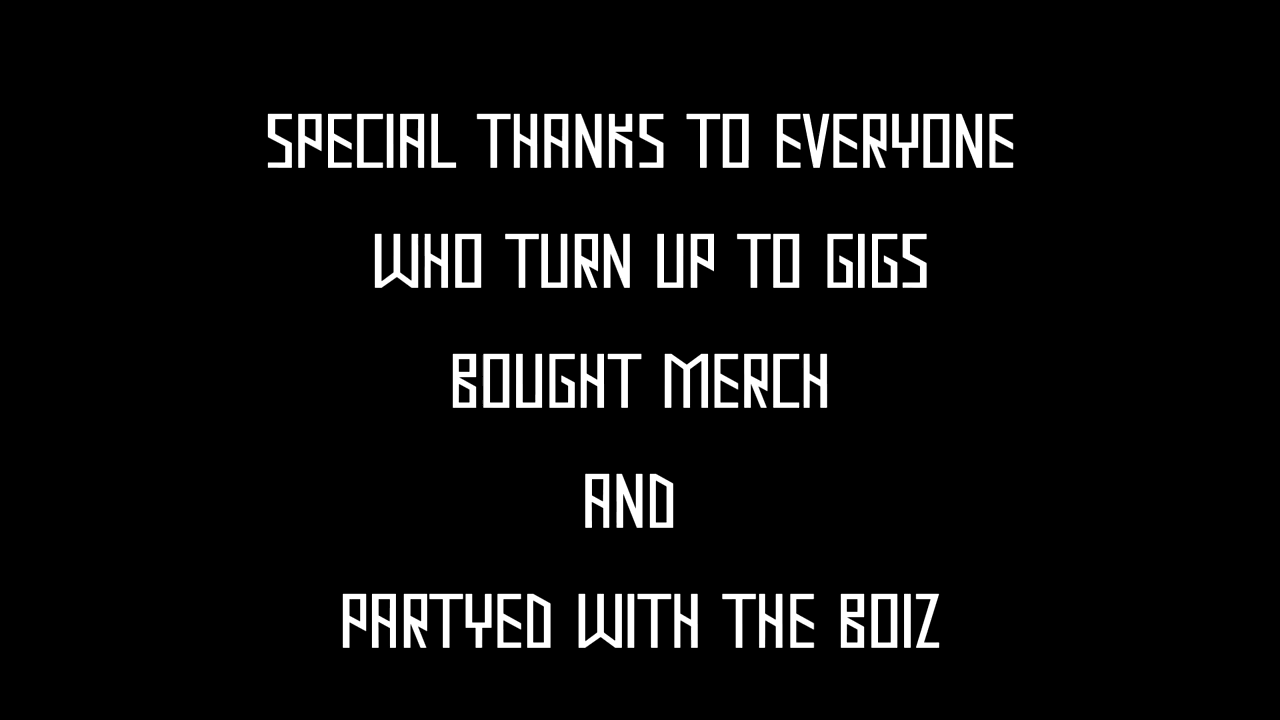 SPECIAL THANKS TO EVERYONE
WHO TURN UP TO GIGS
BOUGHT MERCH
AND
PARTYED WITH THE BOIZ